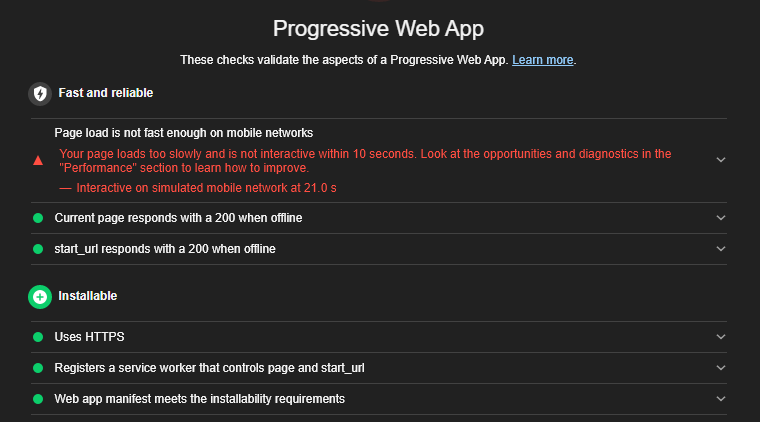 Progressive Web App
These checks validate the aspects of a Progressive Web App. Learn more.
Fast and reliable
Page load is not fast enough on mobile networks
Your page loads too slowly and is not interactive within 10 seconds. Look at the opportunities and diagnostics in the
"Performance" section to learn how to improve.
— Interactive on simulated mobile network at 21.0 s
Current page responds with a 200 when offline
start_url responds with a 200 when offline
Installable
Uses HTTPS
Registers a service worker that controls page and start_url
Web app manifest meets the installability requirements